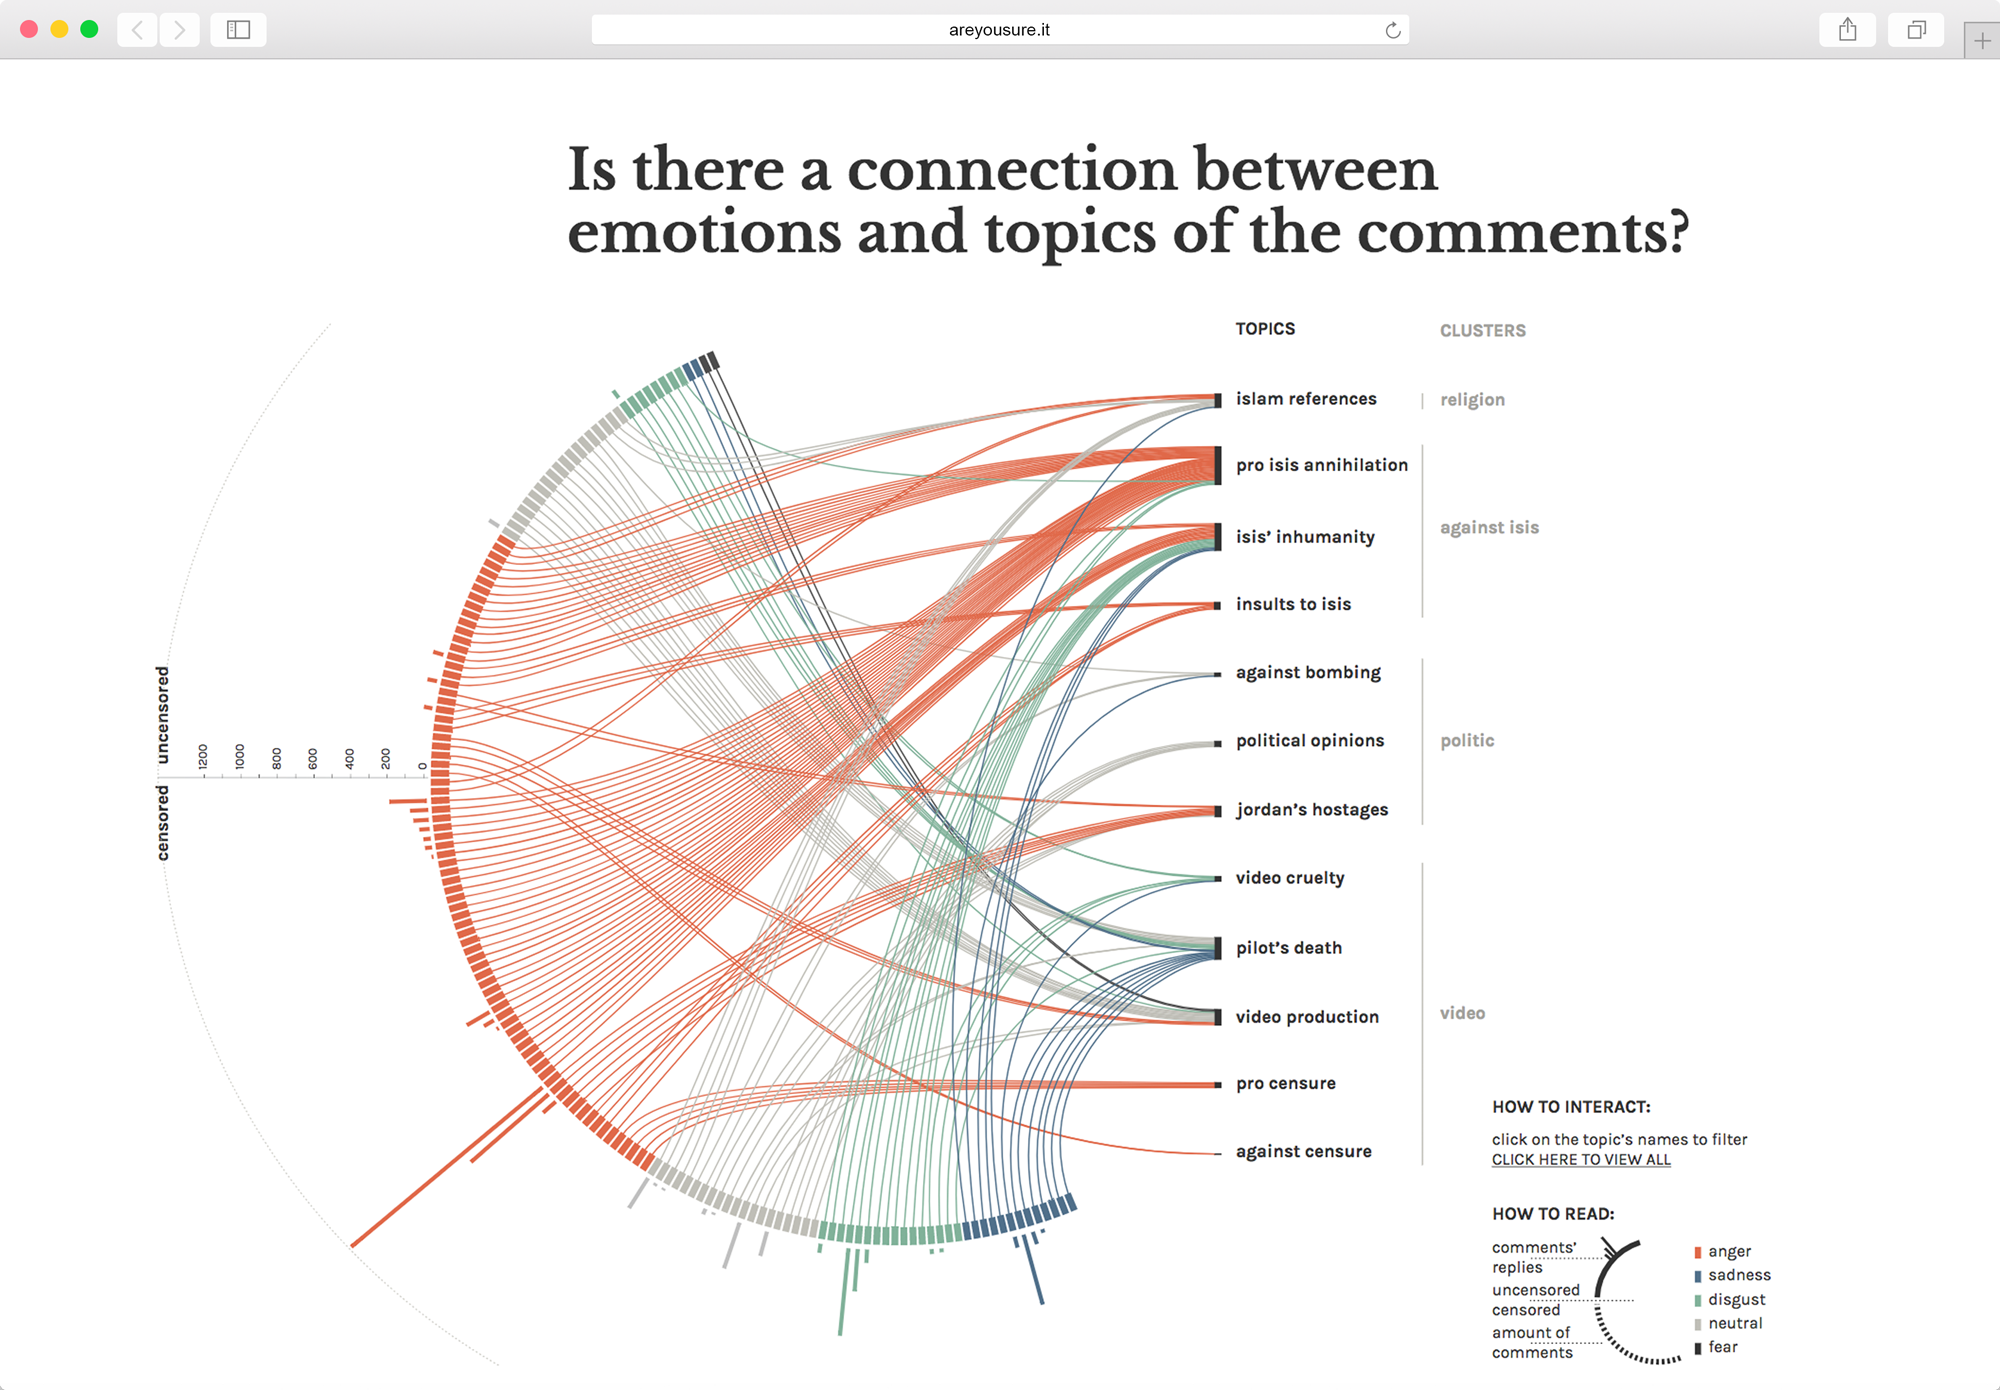 areyousure.it
Is there a connection between
emotions and topics of the comments?
TOPICS
CLUSTERS
islam references
religion
pro isis annihilation
isis’ inhumanity
against isis
insults to isis
against bombing
political opinions
politic
jordan’s hostages
video cruelty
pilot’s death
video production
video
pro censure
against censure
uncensored
censored
1200
1000
800
600
400
200
0
HOW TO INTERACT:
click on the topic’s names to filter
CLICK HERE TO VIEW ALL
HOW TO READ:
comments’
replies
uncensored
censored
amount of
comments
anger
sadness
disgust
neutral
fear